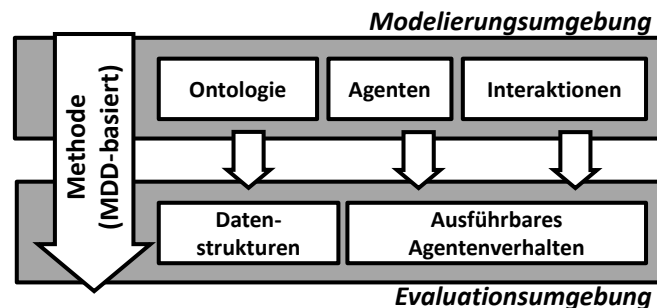 Modelierungsumgebung
Methode
(MDD-basiert)
Ontologie
Agenten
Interaktionen
Daten-
strukturen
Ausführbares
Agentenverhalten
Evaluationsumgebung